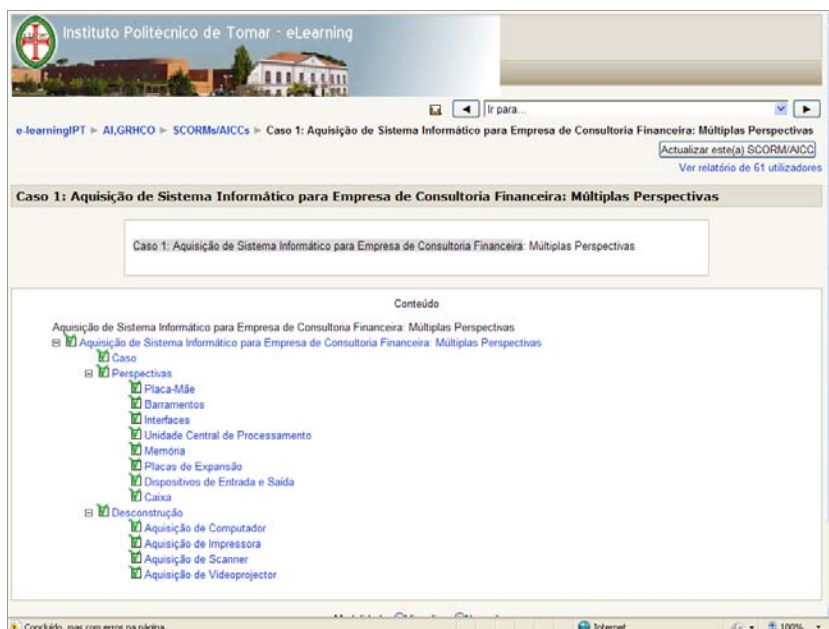 Instituto Politécnico de Tomar - eLearning
Ir para...
e-learningIPT ► AI,GRHCO ► SCORMs/AICCs ► Caso 1: Aquisição de Sistema Informático para Empresa de Consultoria Financeira: Múltiplas Perspectivas
Actualizar este(a) SCORM/AICC
Ver relatório de 61 utilizadores
Caso 1: Aquisição de Sistema Informático para Empresa de Consultoria Financeira: Múltiplas Perspectivas
Caso 1: Aquisição de Sistema Informático para Empresa de Consultoria Financeira: Múltiplas Perspectivas
Conteúdo
Aquisição de Sistema Informático para Empresa de Consultoria Financeira: Múltiplas Perspectivas
Aquisição de Sistema Informático para Empresa de Consultoria Financeira: Múltiplas Perspectivas
Caso
Perspectivas
Placa-Mãe
Barramentos
Interfaces
Unidade Central de Processamento
Memória
Placas de Expansão
Dispositivos de Entrada e Saída
Caixa
Desconstrução
Aquisição de Computador
Aquisição de Impressora
Aquisição de Scanner
Aquisição de Videoprojector
Concluído, mas com erros na página. Internet 100%